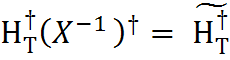 H_T^†(X^{-1})^† = \widetilde{H_T^†}